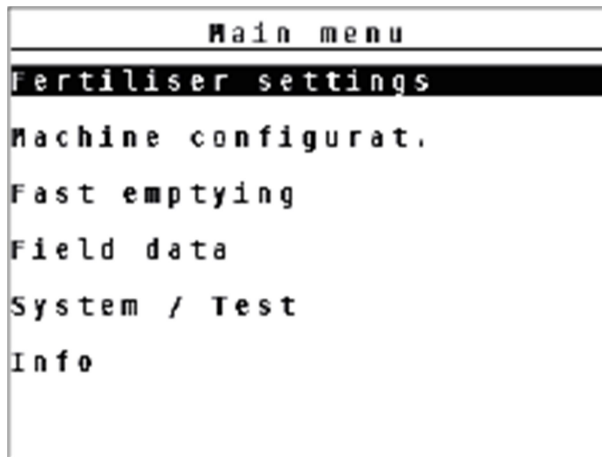 Main menu
Fertiliser settings
Machine configurat.
Fast emptying
Field data
System / Test
Info